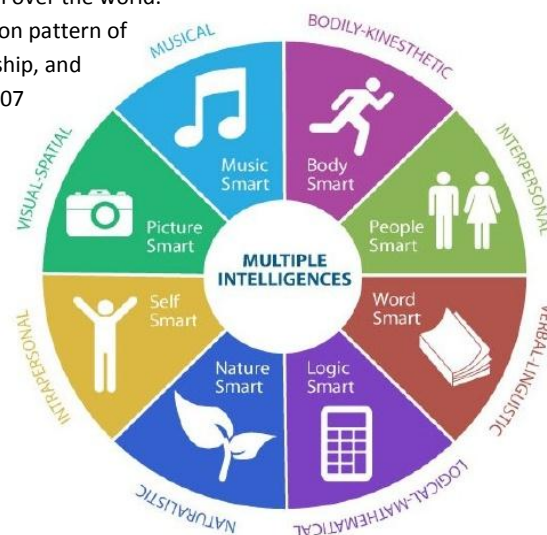 over the world.
on pattern of
ship, and
07
MUSICAL
BODILY-KINESTHETIC
INTERPERSONAL
VERBAL-LINGUISTIC
LOGICAL-MATHEMATICAL
NATURALISTIC
INTRAPERSONAL
VISUAL-SPATIAL
Music
Smart
Body
Smart
People
Smart
Word
Smart
Logic
Smart
Nature
Smart
Self
Smart
Picture
Smart
MULTIPLE
INTELLIGENCES